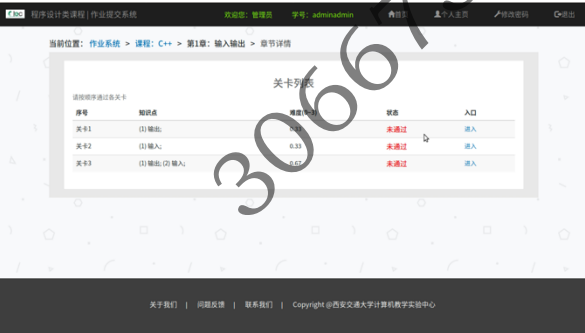 程序设计类课程 | 作业提交系统 欢迎您: 管理员 学号: adminadmin 个人主页 修改密码 退出
当前位置: 作业系统 > 课程: C++ > 第1章: 输入输出 > 章节详情
关卡列表
请按顺序通过各关卡
序号 知识点 状态 入口
关卡1 (1) 输出; 未通过 进入
关卡2 (1) 输入; 0.33 未通过 进入
关卡3 (1) 输出; (2) 输入; 0.67 未通过 进入
关于我们 | 问题反馈 | 联系我们 | Copyright @西安交通大学计算机教学实验中心